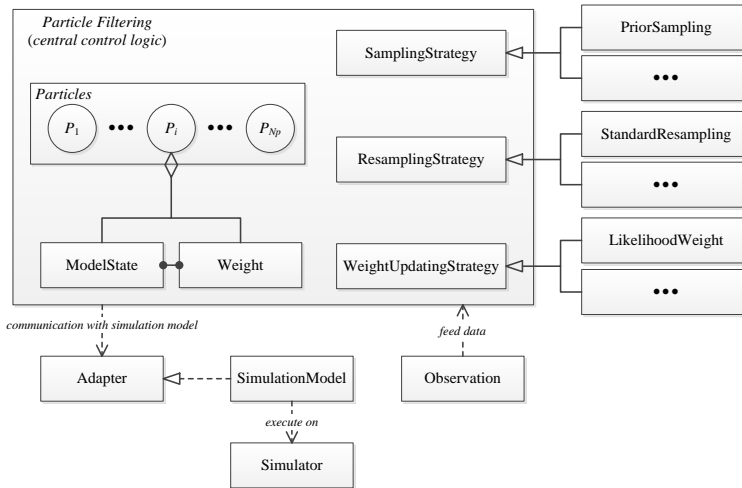 Particle Filtering
(central control logic)
Particles
P1 ••• Pi ••• PNp
ModelState
Weight
SamplingStrategy
ResamplingStrategy
WeightUpdatingStrategy
PriorSampling
•••
StandardResampling
•••
LikelihoodWeight
•••
communication with simulation model
feed data
Adapter
SimulationModel
Observation
execute on
Simulator